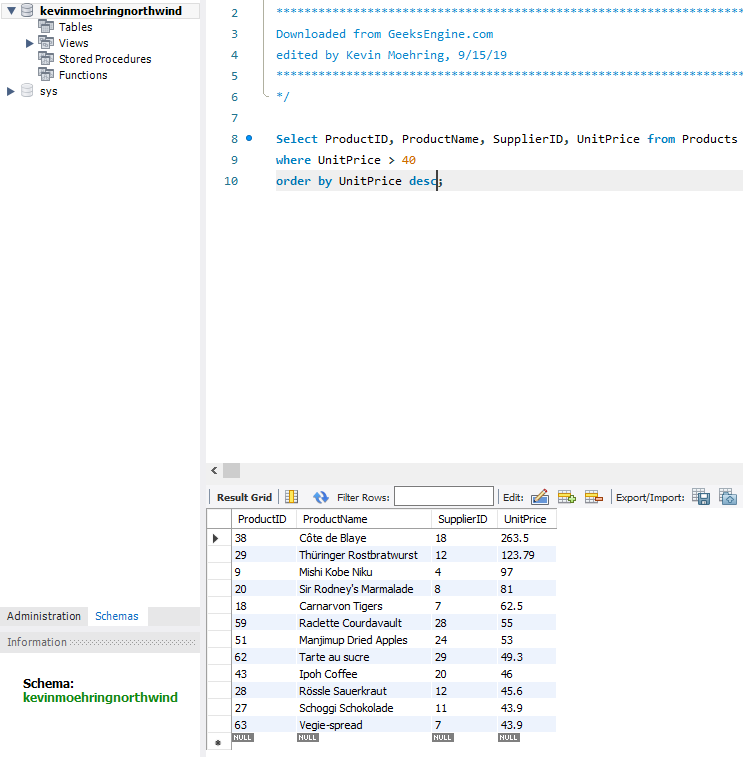 kevinmoehringnorthwind
Tables
Views
Stored Procedures
Functions
sys
Administration Schemas
Information
Schema:
kevinmoehringnorthwind
2 *******************************************************************
3 Downloaded from GeeksEngine.com
4 edited by Kevin Moehring, 9/15/19
5 *******************************************************************
6 */
7
8 Select ProductID, ProductName, SupplierID, UnitPrice from Products
9 where UnitPrice > 40
10 order by UnitPrice desc;
Result Grid Filter Rows: Edit: Export/Import:
ProductID ProductName SupplierID UnitPrice
38 Côte de Blaye 18 263.5
29 Thüringer Rostbratwurst 12 123.79
9 Mishi Kobe Niku 4 97
20 Sir Rodney's Marmalade 8 81
18 Carnarvon Tigers 7 62.5
59 Raclette Courdavault 28 55
51 Manjimup Dried Apples 24 53
62 Tarte au sucre 29 49.3
43 Ipoh Coffee 20 46
28 Rössle Sauerkraut 12 45.6
27 Schoggi Schokolade 11 43.9
63 Vegie-spread 7 43.9
NULL NULL NULL NULL